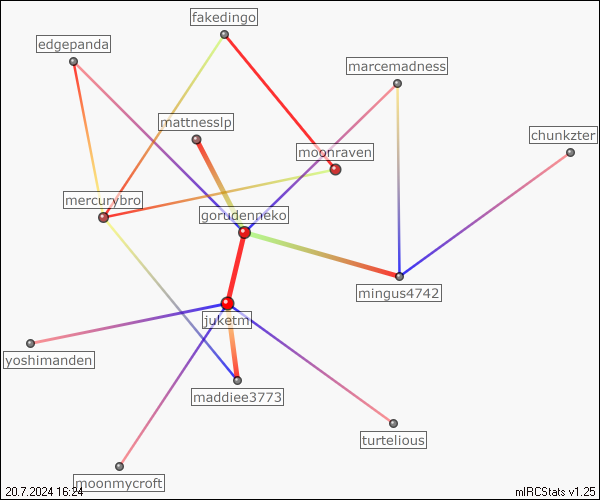 fakedingo
edgepanda
marcemadness
mattnesslp
chunkzter
moonraven
mercurybro
gorudenneko
mingus4742
juketm
yoshimanden
maddiee3773
turtelious
moonmycroft
20.7.2024 16:24
mIRCStats v1.25